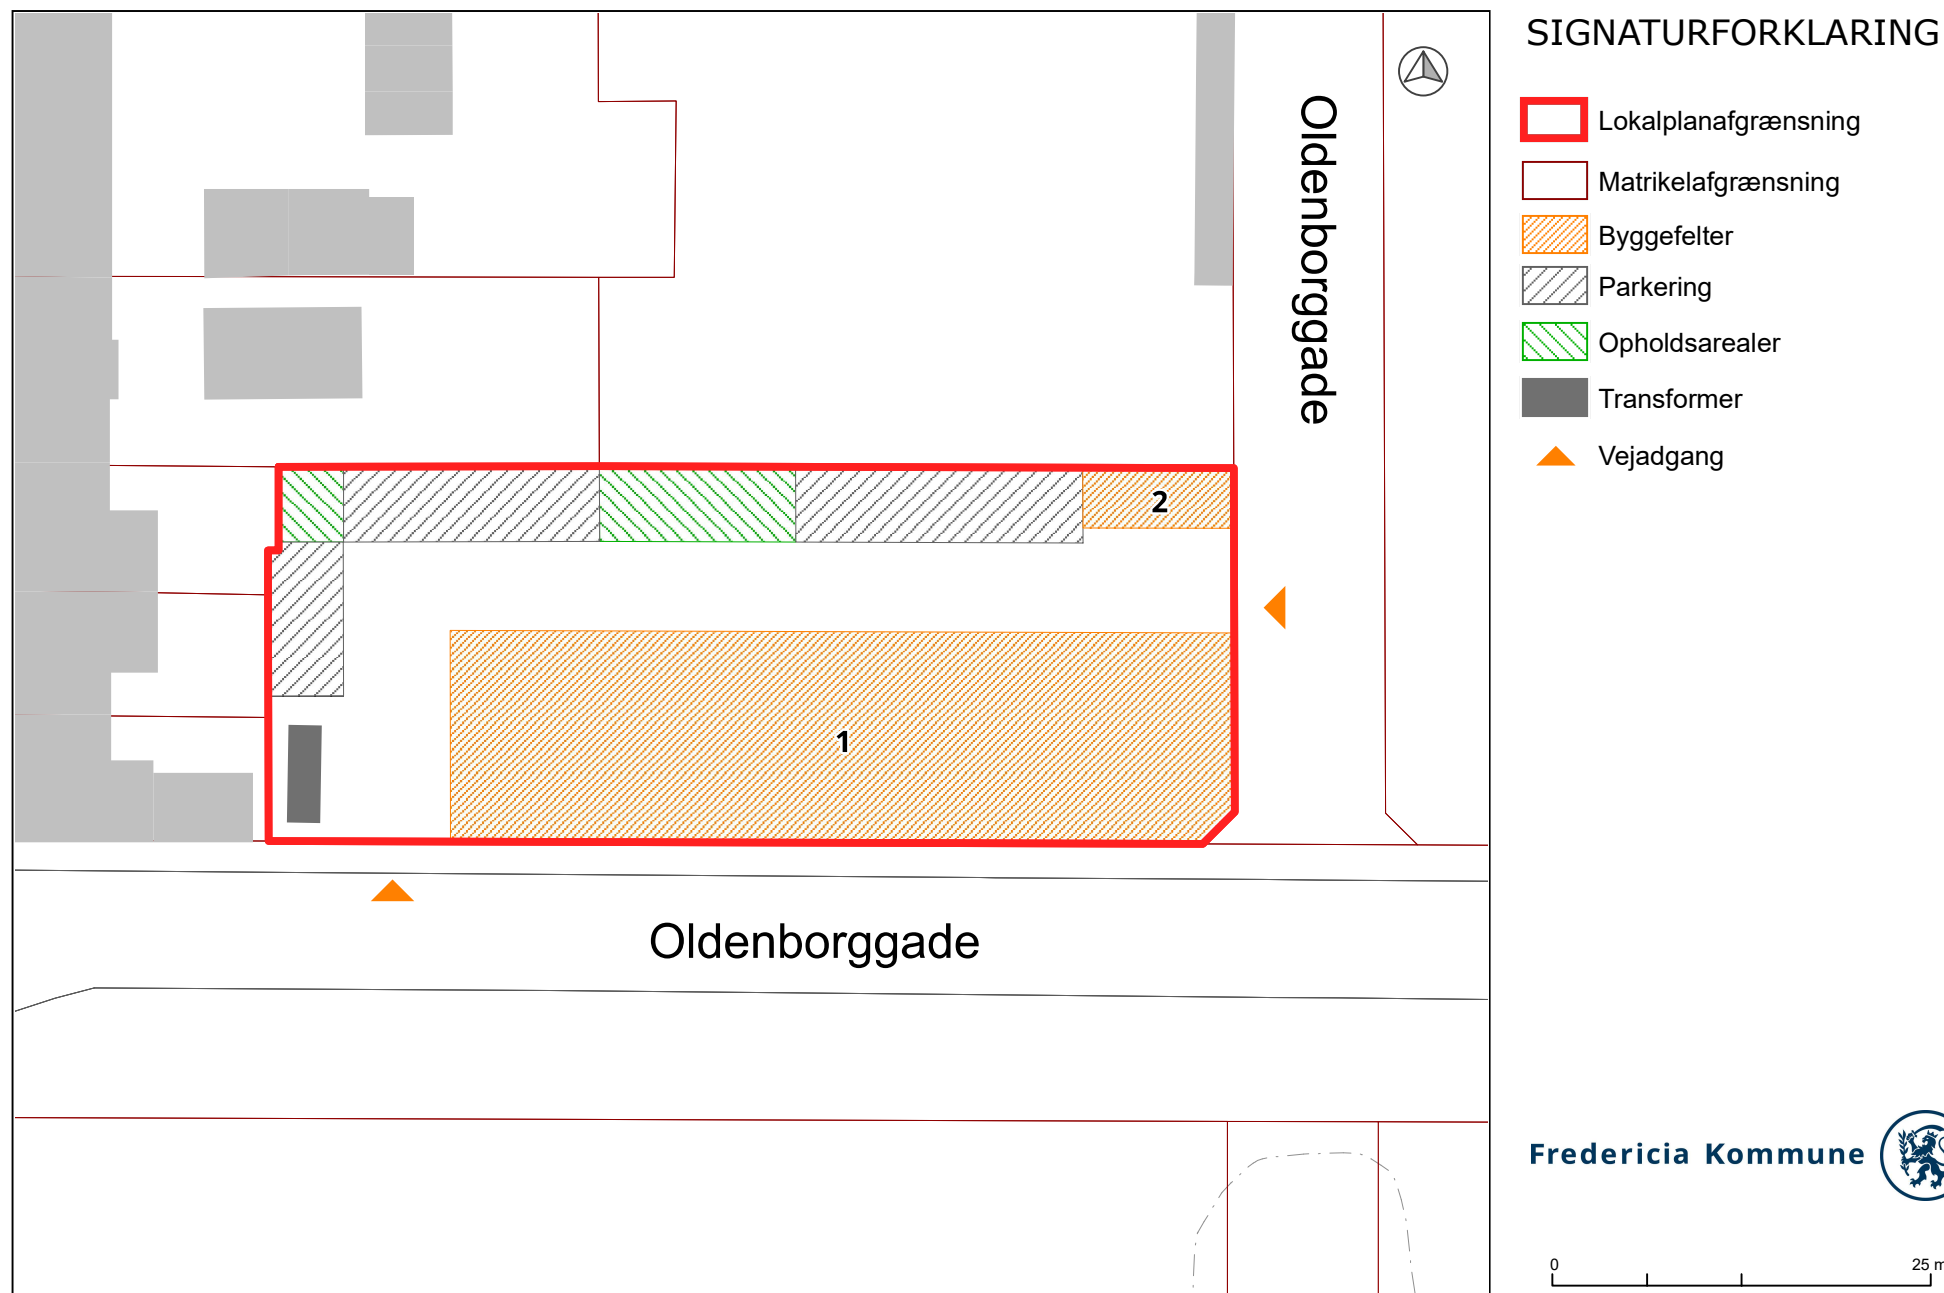 SIGNATURFORKLARING
Lokalplanafgrænsning
Matrikelafgrænsning
Byggefelter
Parkering
Opholdsarealer
Transformer
Vejadgang
Oldenborggade
2
1
Oldenborggade
Fredericia Kommune
0
25 m